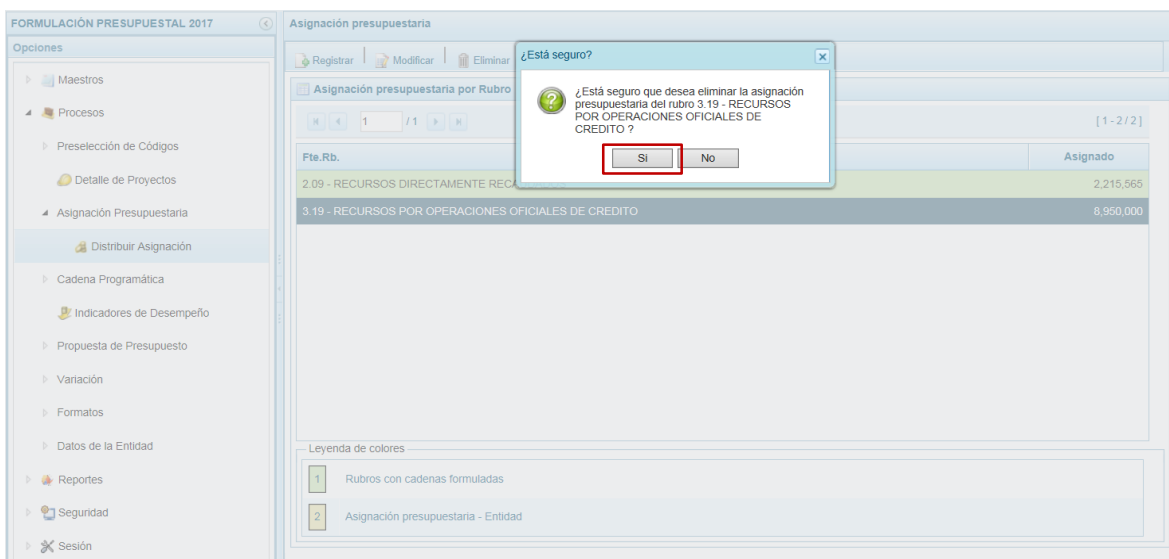 FORMULACIÓN PRESUPUESTAL 2017
Opciones
Maestros
Procesos
Preselección de Códigos
Detalle de Proyectos
Asignación Presupuestaria
Distribuir Asignación
Cadena Programática
Indicadores de Desempeño
Propuesta de Presupuesto
Variación
Formatos
Datos de la Entidad
Reportes
Seguridad
Sesión
Asignación presupuestaria
Registrar Modificar Eliminar
Asignación presupuestaria por Rubro
1 / 1 [ 1 - 2 / 2 ]
Fte.Rb. Asignado
2.09 - RECURSOS DIRECTAMENTE 2,215,565
3.19 - RECURSOS POR OPERACIONES OFICIALES DE CREDITO 8,950,000
¿Está seguro?
¿Está seguro que desea eliminar la asignación
presupuestaria del rubro 3.19 - RECURSOS
POR OPERACIONES OFICIALES DE
CREDITO ?
Si No
Leyenda de colores
1 Rubros con cadenas formuladas
2 Asignación presupuestaria - Entidad